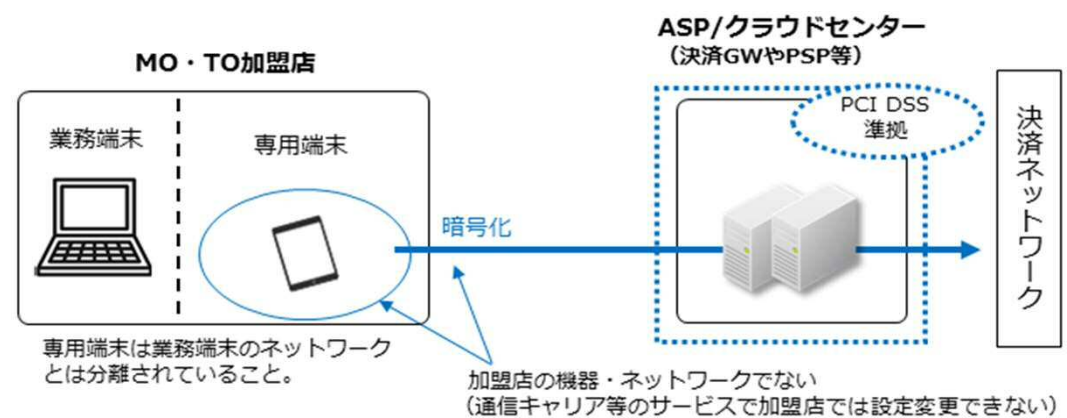 MO・TO加盟店
業務端末
専用端末
専用端末は業務端末のネットワーク
とは分離されていること。
暗号化
加盟店の機器・ネットワークでない
（通信キャリア等のサービスで加盟店では設定変更できない）
ASP/クラウドセンター
（決済GWやPSP等）
PCI DSS
準拠
決済ネットワーク